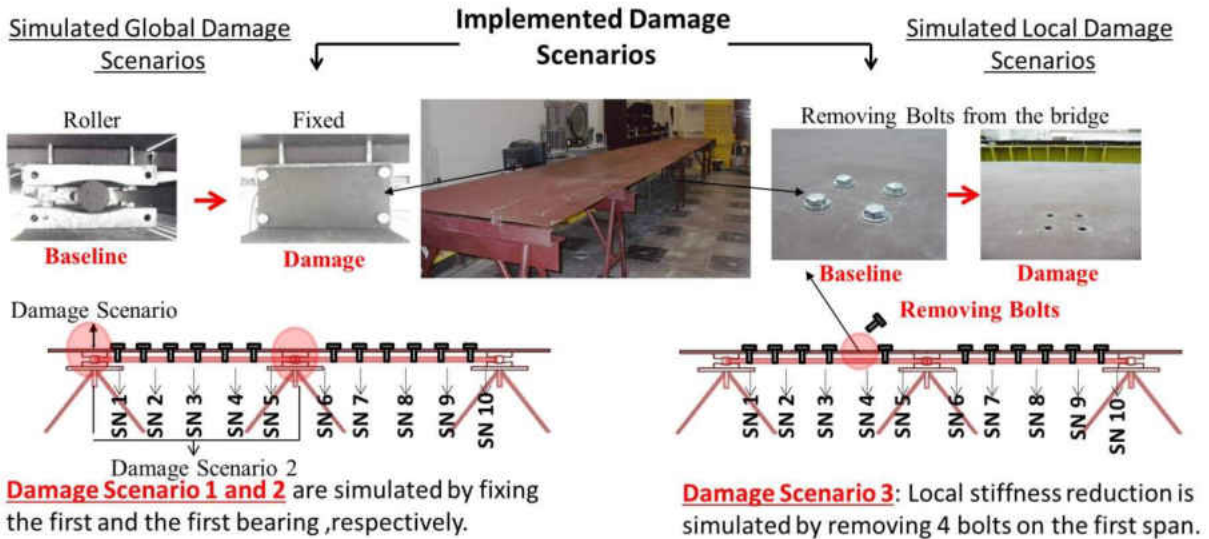 Implemented Damage
Scenarios
Simulated Global Damage
Scenarios
Simulated Local Damage
Scenarios
Roller
Fixed
Baseline
Damage
Removing Bolts from the bridge
Baseline
Damage
Removing Bolts
Damage Scenario
SN 1
SN 2
SN 3
SN 4
SN 5
SN 6
SN 7
SN 8
SN 9
SN 10
Damage Scenario 2
SN 1
SN 2
SN 3
SN 4
SN 5
SN 6
SN 7
SN 8
SN 9
SN 10
Damage Scenario 1 and 2 are simulated by fixing
the first and the first bearing ,respectively.
Damage Scenario 3: Local stiffness reduction is
simulated by removing 4 bolts on the first span.